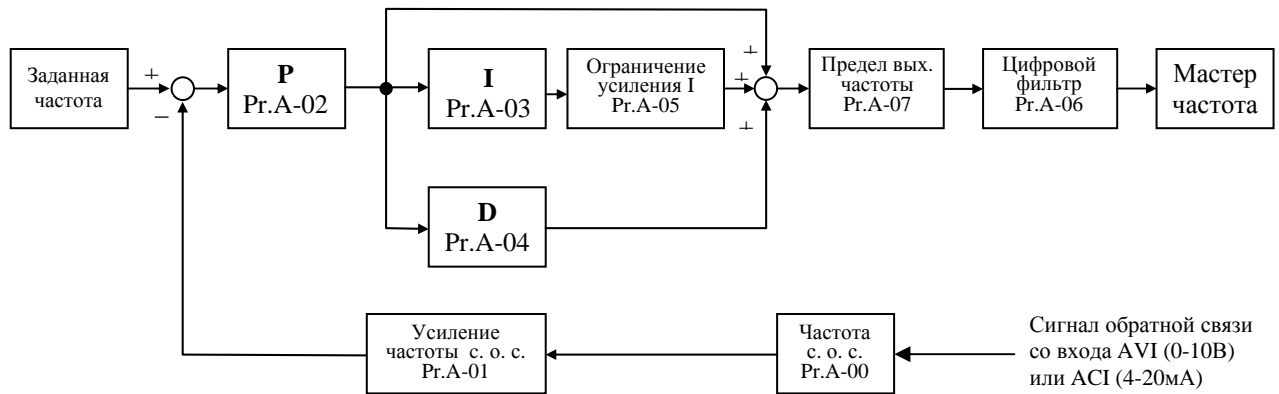 Заданная
частота
+
−
P
Pr.A-02
I
Pr.A-03
Ограничение
усиления I
Pr.A-05
+
+
+
Предел вых.
частоты
Pr.A-07
Цифровой
фильтр
Pr.A-06
Мастер
частота
D
Pr.A-04
Усиление
частоты с. о. с.
Pr.A-01
Частота
с. о. с.
Pr.A-00
Сигнал обратной связи
со входа AVI (0-10В)
или ACI (4-20мА)